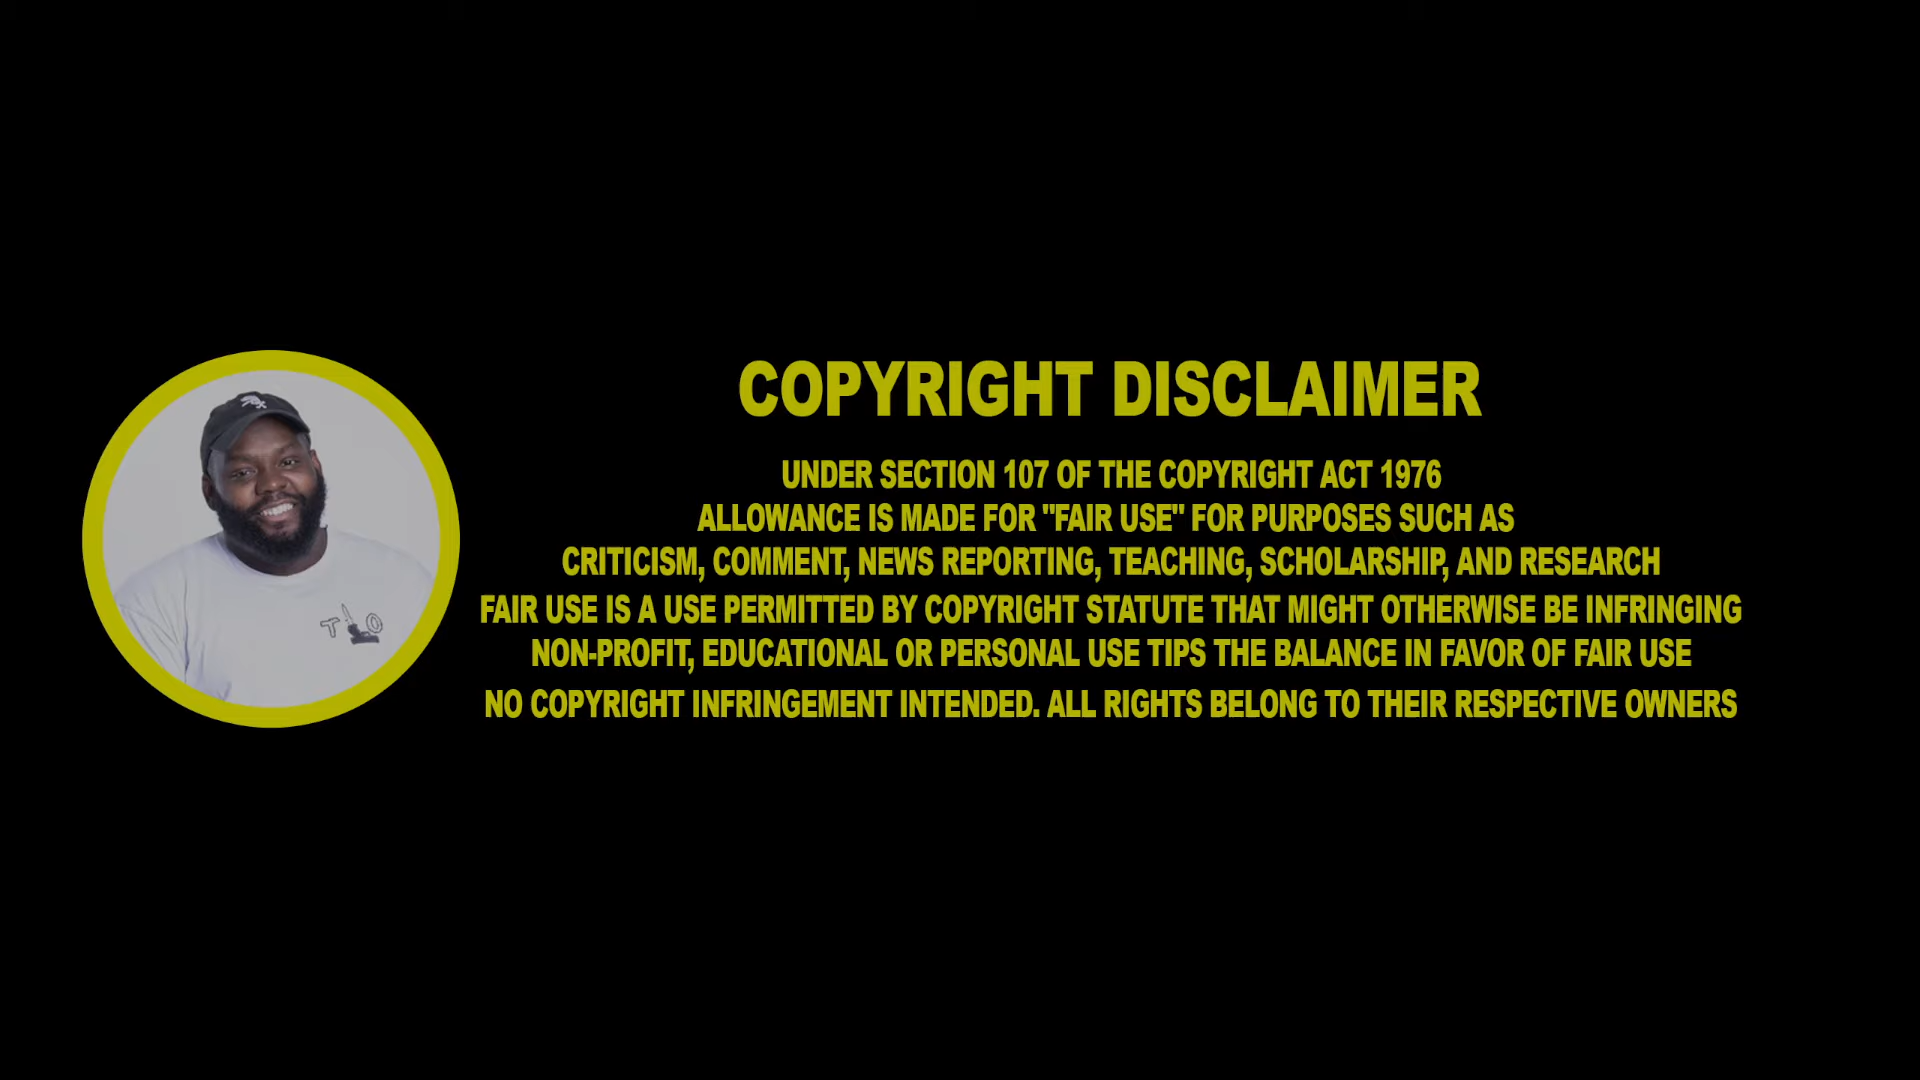 COPYRIGHT DISCLAIMER
UNDER SECTION 107 OF THE COPYRIGHT ACT 1976
ALLOWANCE IS MADE FOR "FAIR USE" FOR PURPOSES SUCH AS
CRITICISM, COMMENT, NEWS REPORTING, TEACHING, SCHOLARSHIP, AND RESEARCH
FAIR USE IS A USE PERMITTED BY COPYRIGHT STATUTE THAT MIGHT OTHERWISE BE INFRINGING
NON-PROFIT, EDUCATIONAL OR PERSONAL USE TIPS THE BALANCE IN FAVOR OF FAIR USE
NO COPYRIGHT INFRINGEMENT INTENDED. ALL RIGHTS BELONG TO THEIR RESPECTIVE OWNERS